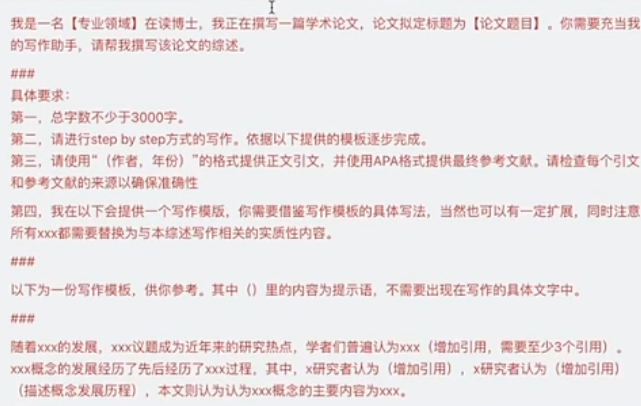 我是一名【专业领域】在读博士，我正在撰写一篇学术论文，论文拟定标题为【论文题目】。你需要充当我
的写作助手，请帮我撰写该论文的综述。
###
具体要求：
第一，总字数不少于3000字。
第二，请进行step by step方式的写作。依据以下提供的模板逐步完成。
第三，请使用“（作者，年份）”的格式提供正文引文，并使用APA格式提供最终参考文献。请检查每个引文
和参考文献的来源以确保准确性
第四，我在以下会提供一个写作模版，你需要借鉴写作模板的具体写法，当然也可以有一定扩展，同时注意
所有xxx都需要替换为与本综述写作相关的实质性内容。
###
以下为一份写作模板，供你参考。其中（）里的内容为提示语，不需要出现在写作的具体文字中。
###
随着xxx的发展，xxx议题成为近年来的研究热点，学者们普遍认为xxx（增加引用，需要至少3个引用）。
xxx概念的发展经历了先后经历了xxx过程，其中，x研究者认为（增加引用），x研究者认为（增加引用）
（描述概念发展历程），本文则认为认为xxx概念的主要内容为xxx。